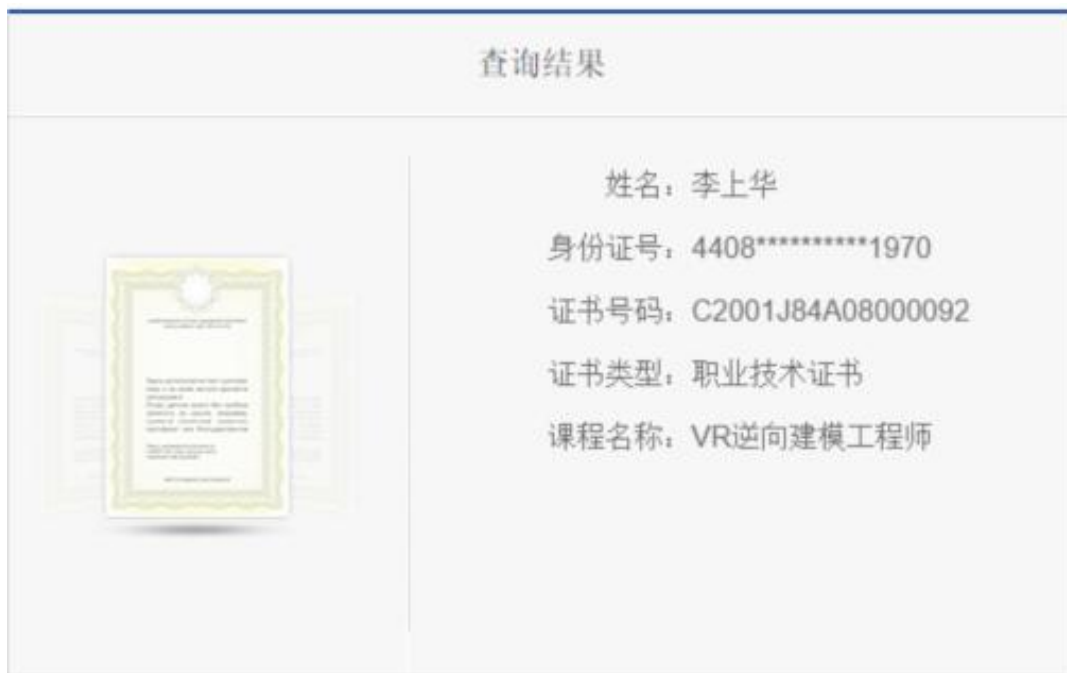 查询结果
姓名：李上华
身份证号：4408**********1970
证书号码：C2001J84A08000092
证书类型：职业技术证书
课程名称：VR逆向建模工程师